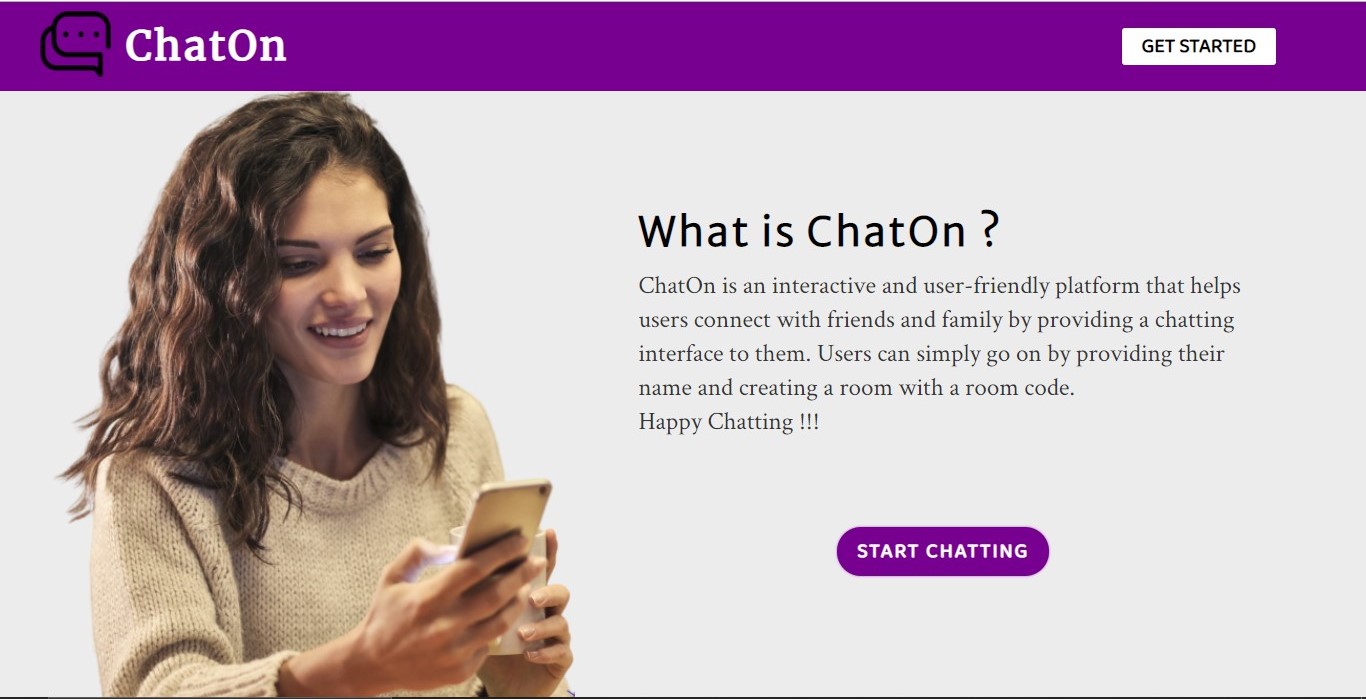 ChatOn
GET STARTED
What is ChatOn ?
ChatOn is an interactive and user-friendly platform that helps
users connect with friends and family by providing a chatting
interface to them. Users can simply go on by providing their
name and creating a room with a room code.
Happy Chatting !!!
START CHATTING